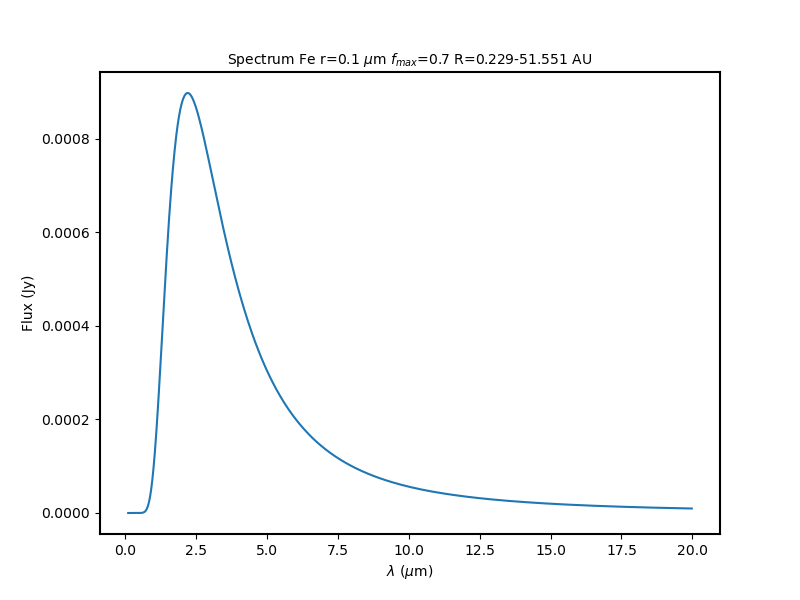 Spectrum Fe r=0.1 μm fmax=0.7 R=0.229-51.551 AU
0.0008
0.0006
0.0004
0.0002
0.0000
Flux (Jy)
0.0 2.5 5.0 7.5 10.0 12.5 15.0 17.5 20.0
λ (μm)